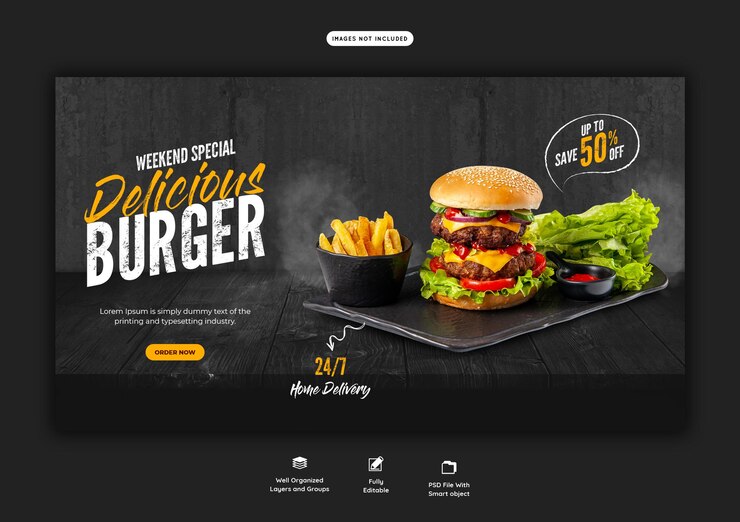 IMAGES NOT INCLUDED
WEEKEND SPECIAL
Delicious
BURGER
Lorem Ipsum is simply dummy text of the
printing and typesetting industry.
ORDER NOW
UP TO
SAVE 50% OFF
24/7
Home Delivery
Well Organized
Layers and Groups
Fully
Editable
PSD File With
Smart object